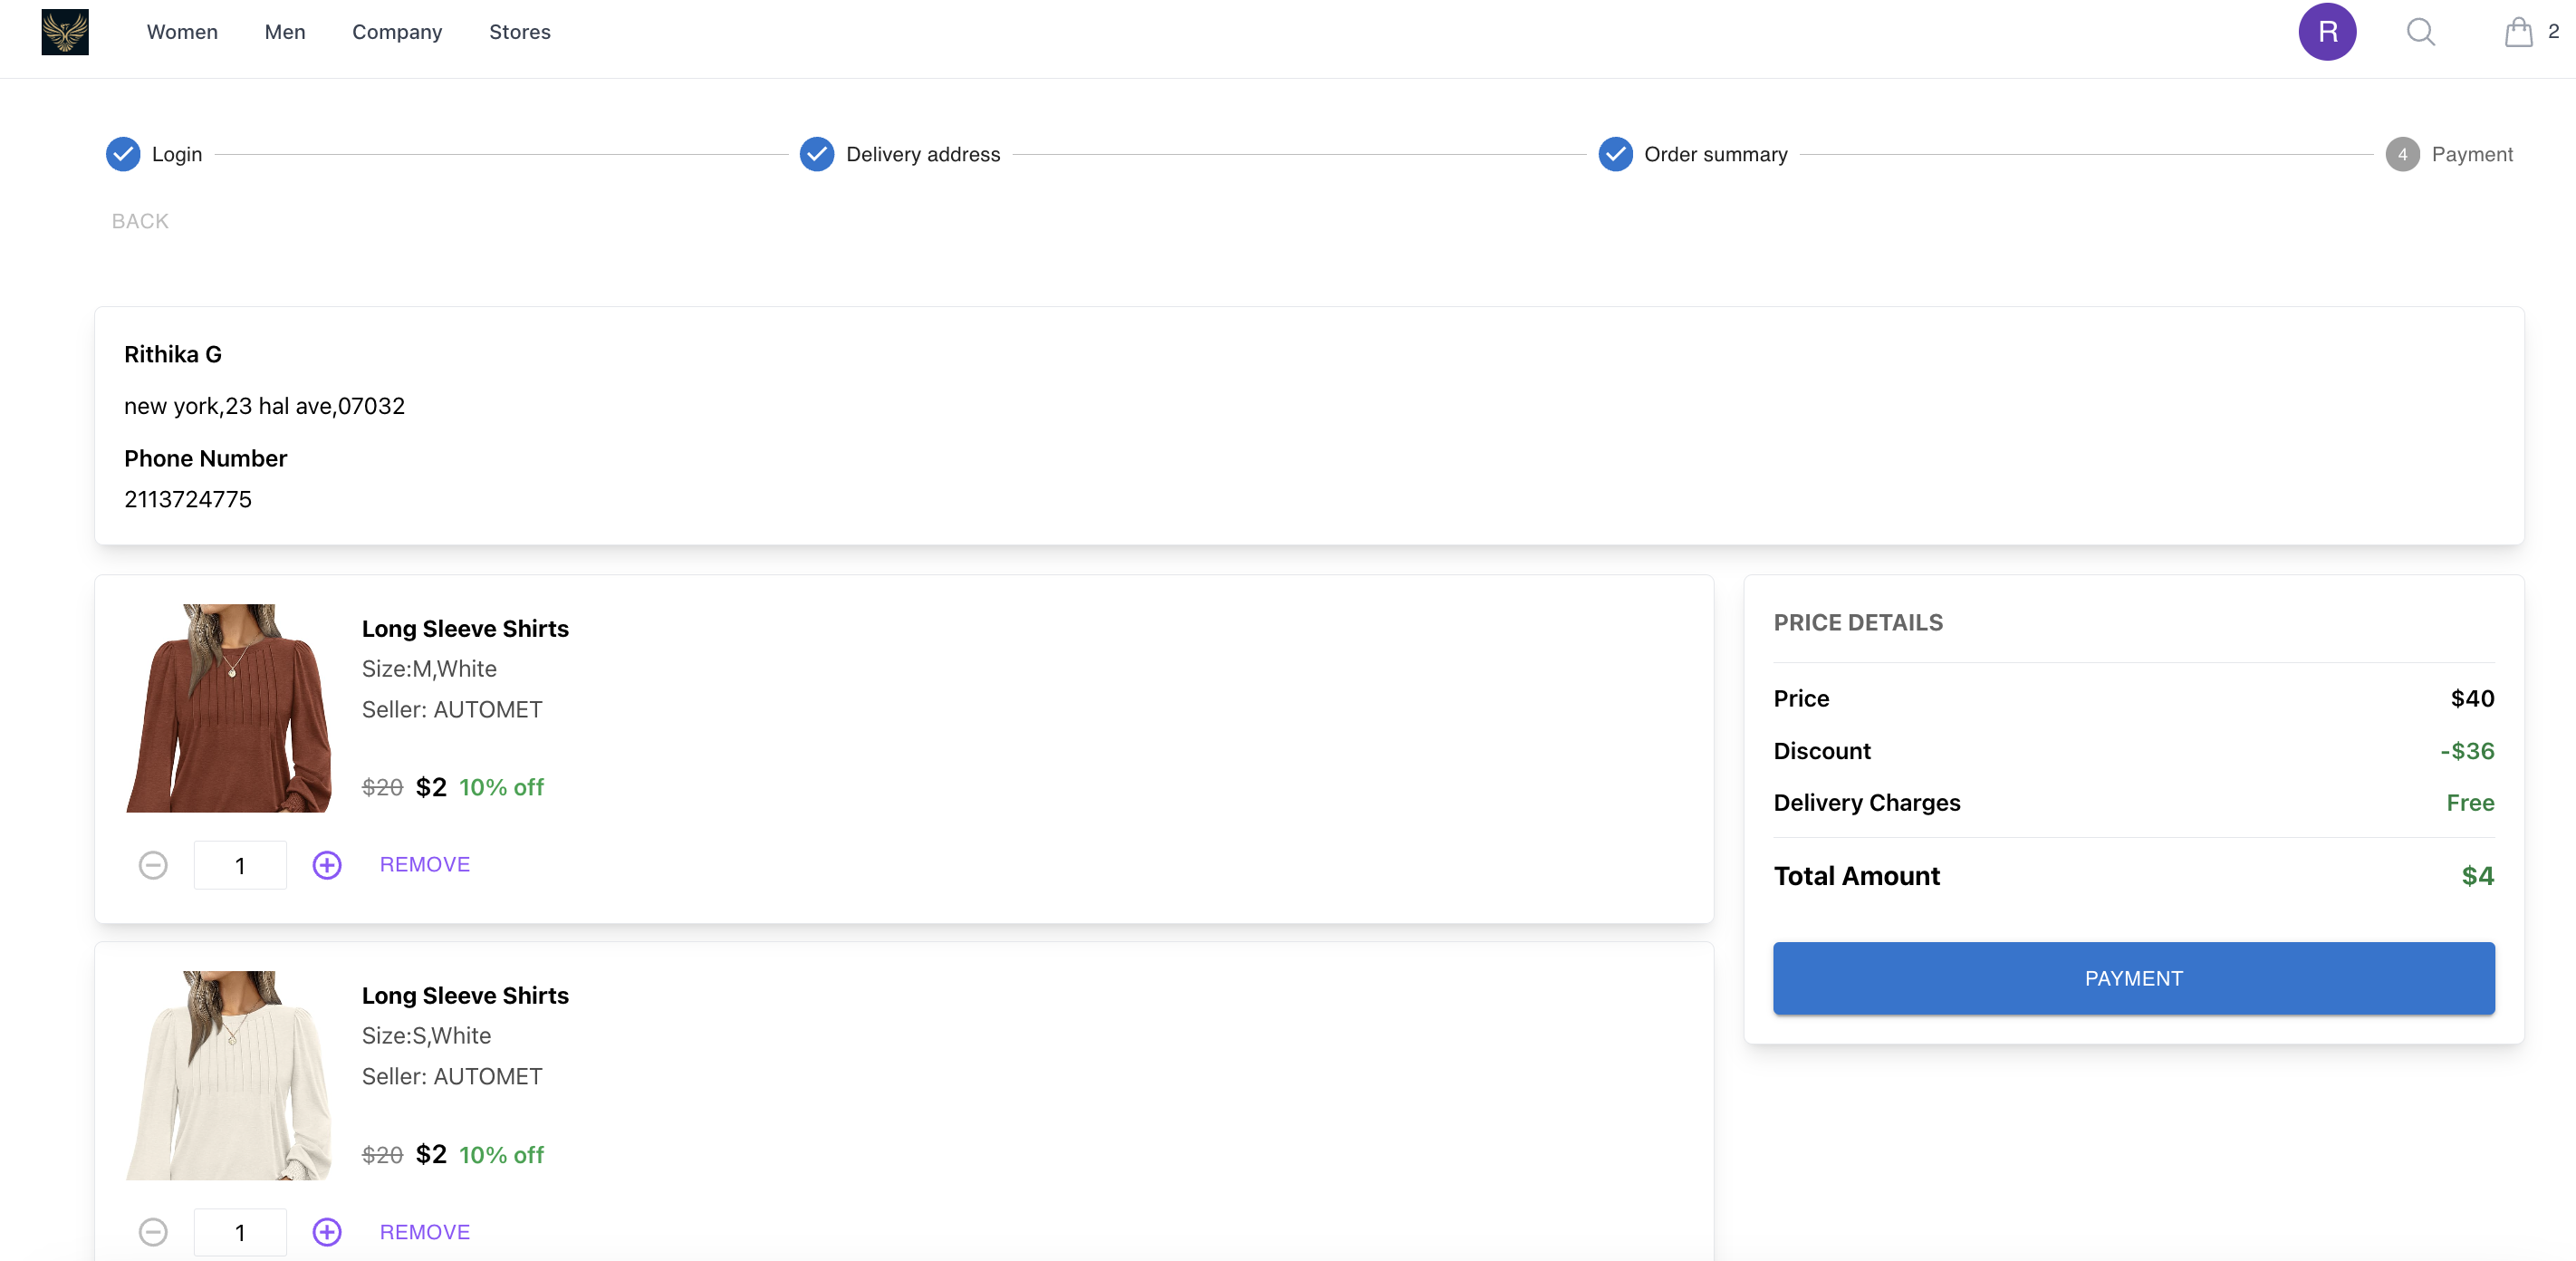 Women Men Company Stores R 2
Login Delivery address Order summary 4 Payment
BACK
Rithika G
new york,23 hal ave,07032
Phone Number
2113724775
Long Sleeve Shirts
Size:M,White
Seller: AUTOMET
$20 $2 10% off
1 REMOVE
Long Sleeve Shirts
Size:S,White
Seller: AUTOMET
$20 $2 10% off
1 REMOVE
PRICE DETAILS
Price $40
Discount -$36
Delivery Charges Free
Total Amount $4
PAYMENT